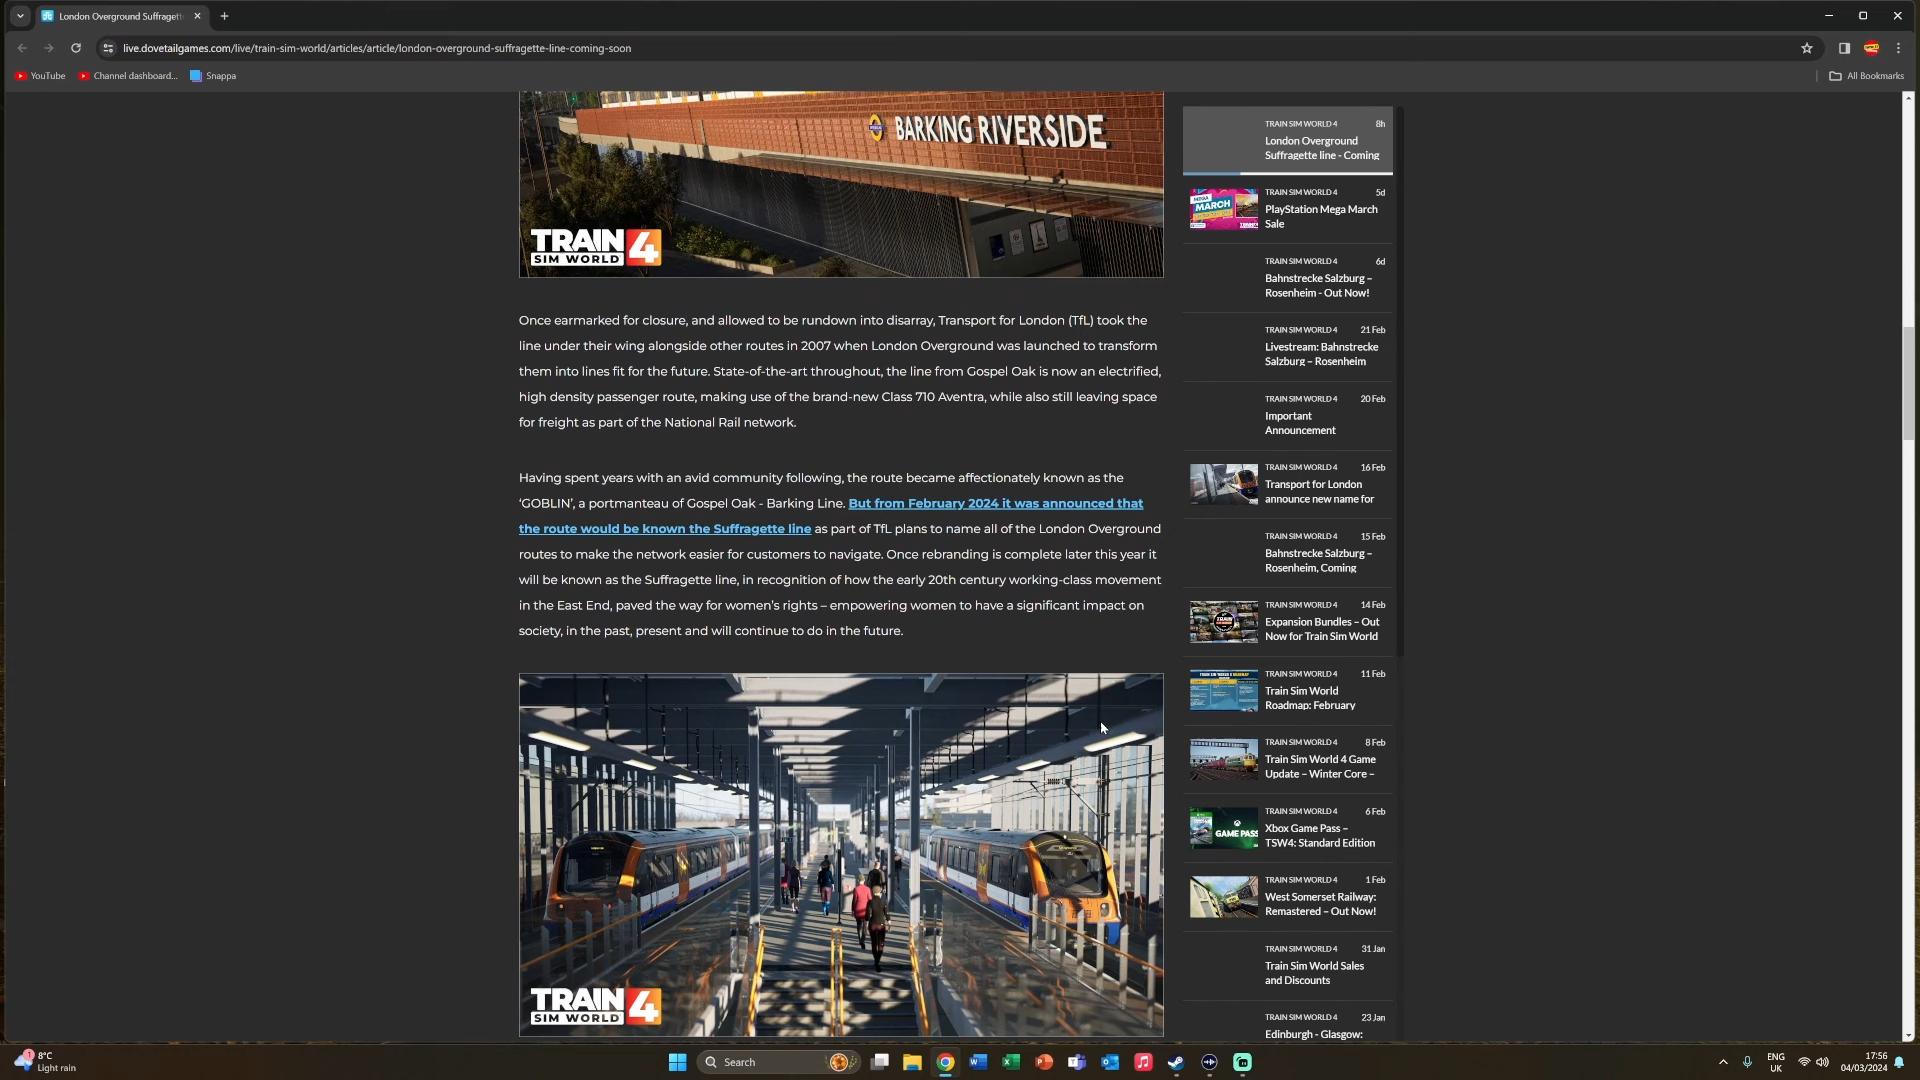 London Overground Suffragett
live.dovetailgames.com/live/train-sim-world/articles/article/london-overground-suffragette-line-coming-soon
YouTube
Channel dashboard...
Snappa
All Bookmarks
BARKING RIVERSIDE
TRAIN 4
SIM WORLD
Once earmarked for closure, and allowed to be rundown into disarray, Transport for London (TfL) took the
line under their wing alongside other routes in 2007 when London Overground was launched to transform
them into lines fit for the future. State-of-the-art throughout, the line from Gospel Oak is now an electrified,
high density passenger route, making use of the brand-new Class 710 Aventra, while also still leaving space
for freight as part of the National Rail network.
Having spent years with an avid community following, the route became affectionately known as the
‘GOBLIN’, a portmanteau of Gospel Oak - Barking Line. But from February 2024 it was announced that
the route would be known the Suffragette line as part of TfL plans to name all of the London Overground
routes to make the network easier for customers to navigate. Once rebranding is complete later this year it
will be known as the Suffragette line, in recognition of how the early 20th century working-class movement
in the East End, paved the way for women’s rights – empowering women to have a significant impact on
society, in the past, present and will continue to do in the future.
TRAIN 4
SIM WORLD
TRAIN SIM WORLD 4 8h
London Overground
Suffragette line - Coming
TRAIN SIM WORLD 4 5d
MEGA
MARCH
PlayStation Mega March
Sale
TRAIN SIM WORLD 4 6d
Bahnstrecke Salzburg –
Rosenheim - Out Now!
TRAIN SIM WORLD 4 21 Feb
Livestream: Bahnstrecke
Salzburg – Rosenheim
TRAIN SIM WORLD 4 20 Feb
Important
Announcement
TRAIN SIM WORLD 4 16 Feb
Transport for London
announce new name for
TRAIN SIM WORLD 4 15 Feb
Bahnstrecke Salzburg –
Rosenheim, Coming
TRAIN SIM WORLD 4 14 Feb
Expansion Bundles – Out
Now for Train Sim World
TRAIN SIM WORLD 4 11 Feb
Train Sim World
Roadmap: February
TRAIN SIM WORLD 4 8 Feb
Train Sim World 4 Game
Update – Winter Core –
TRAIN SIM WORLD 4 6 Feb
GAME PASS
Xbox Game Pass –
TSW4: Standard Edition
TRAIN SIM WORLD 4 1 Feb
West Somerset Railway:
Remastered – Out Now!
TRAIN SIM WORLD 4 31 Jan
Train Sim World Sales
and Discounts
TRAIN SIM WORLD 4 23 Jan
Edinburgh - Glasgow:
1
8°C
Light rain
Search
ENG
UK
17:56
04/03/2024